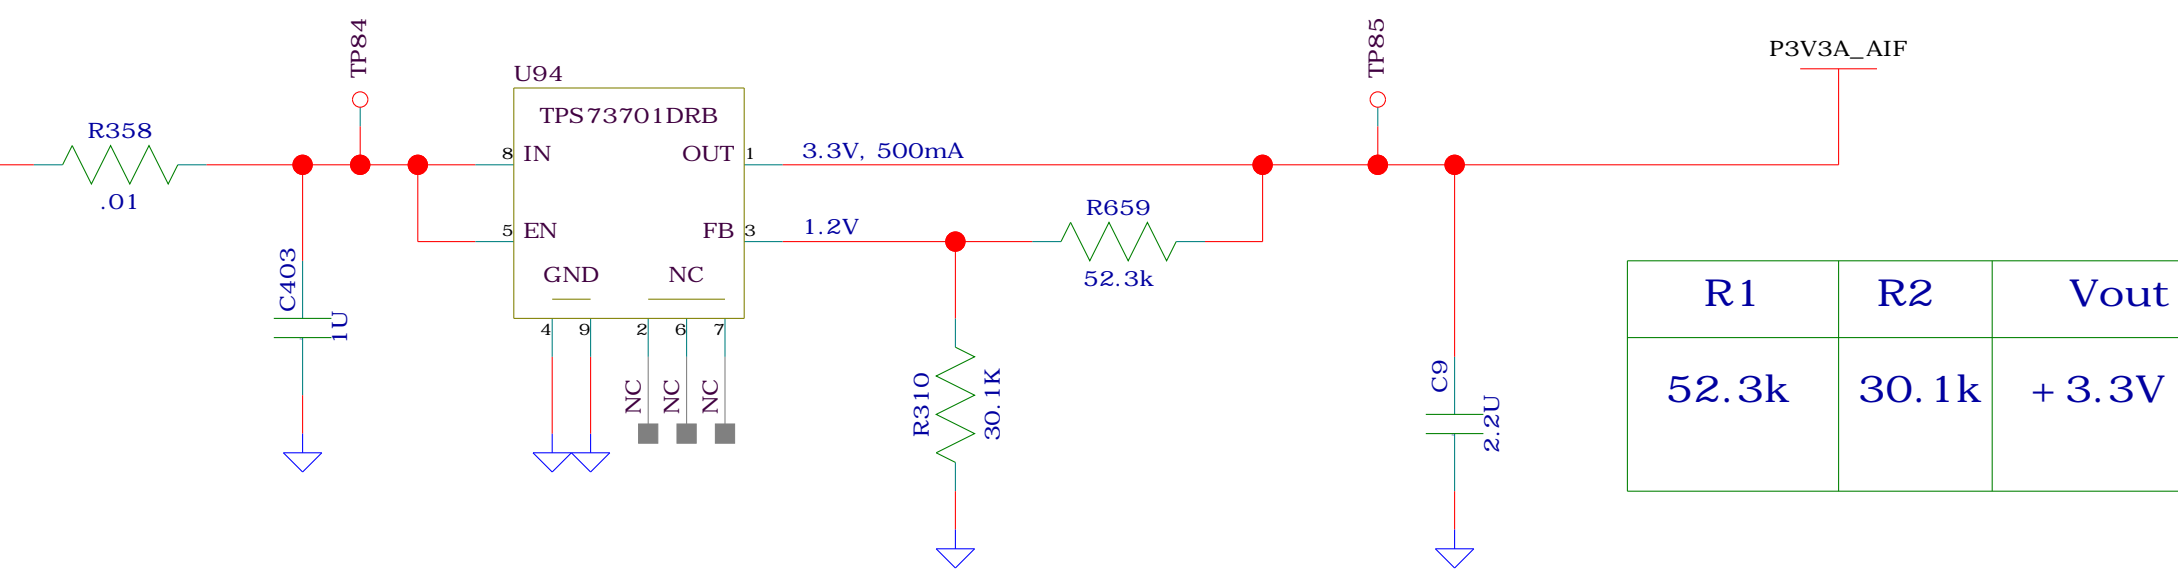 TP84
TP85
P3V3A_AIF
U94
TPS73701DRB
R358
.01
8
IN
OUT
1
3.3V, 500mA
5
EN
FB
3
1.2V
R659
52.3k
GND
NC
4
9
2
6
7
NC
NC
NC
C403
1U
R310
30.1K
C9
2.2U
R1
R2
Vout
52.3k
30.1k
+3.3V